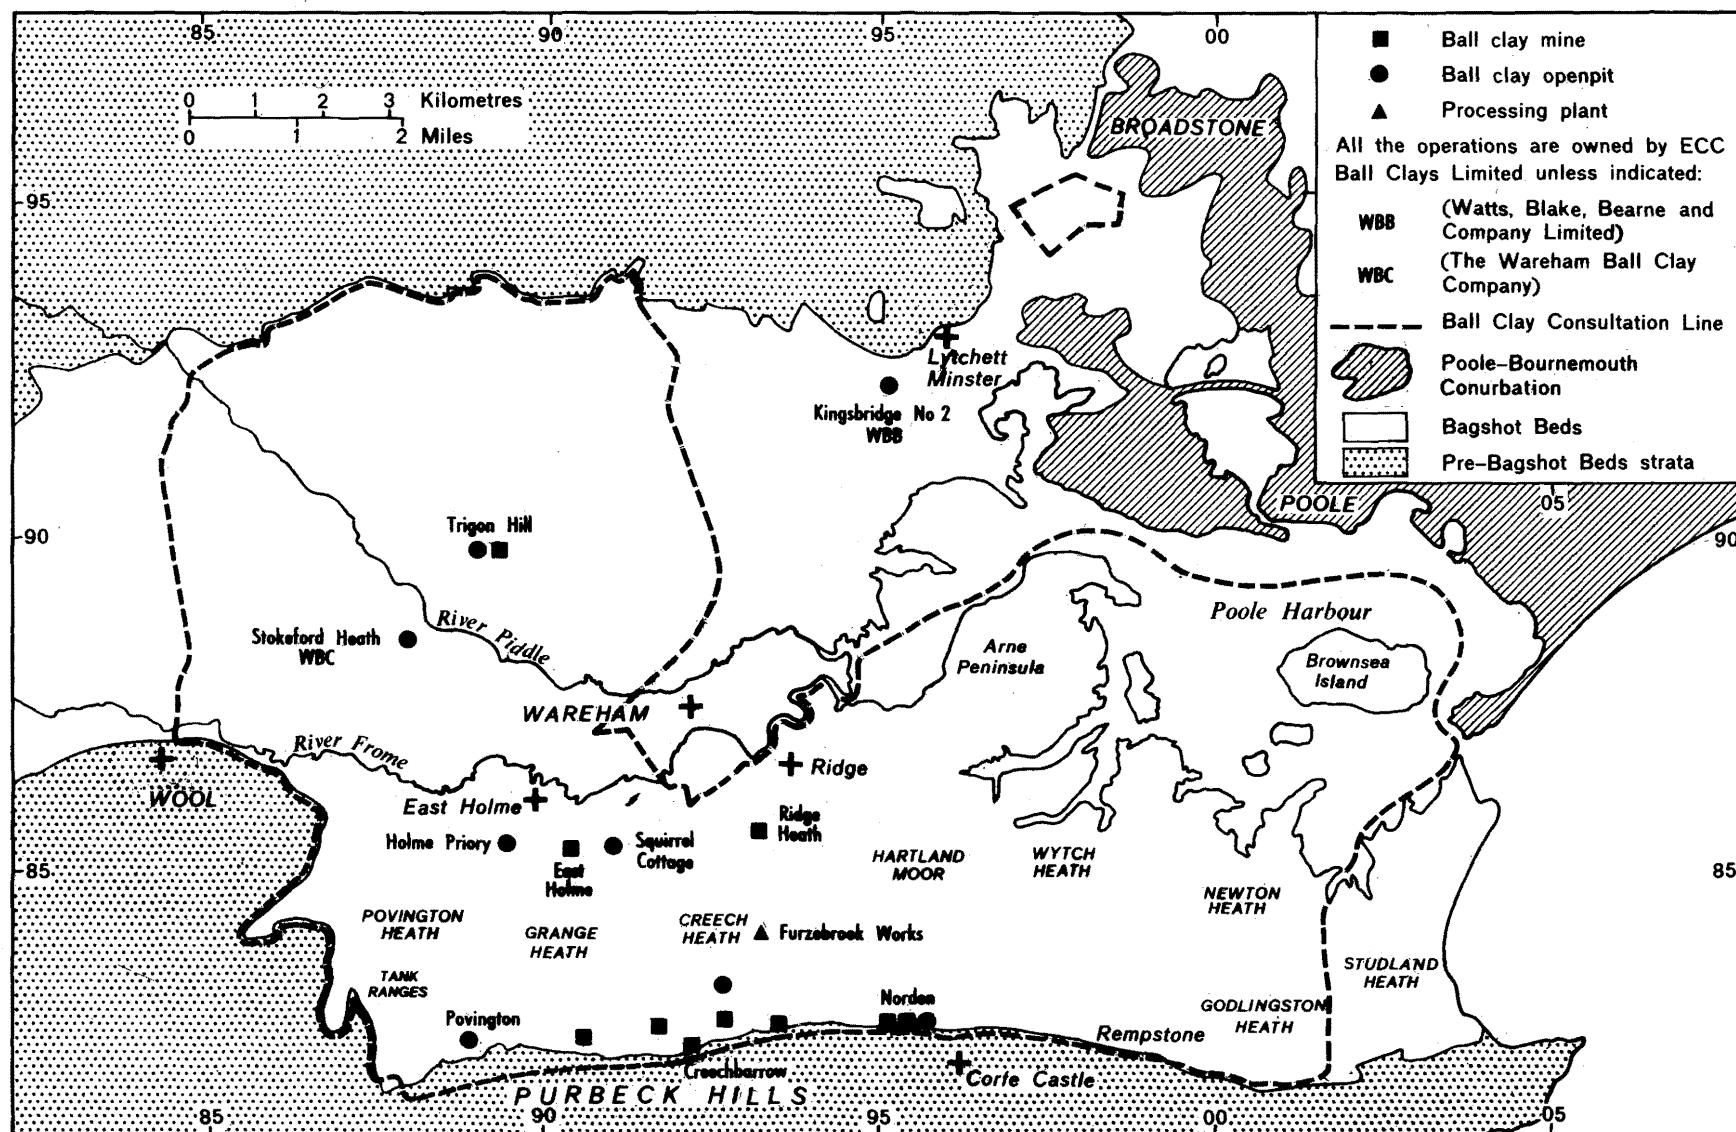 85
90
95
00
Ball clay mine
Ball clay openpit
Processing plant
All the operations are owned by ECC
Ball Clays Limited unless indicated:
WBB
(Watts, Blake, Bearne and
Company Limited)
WBC
(The Wareham Ball Clay
Company)
Ball Clay Consultation Line
Poole-Bournemouth
Conurbation
Bagshot Beds
Pre-Bagshot Beds strata
0 1 2 3 Kilometres
0 1 2 Miles
BROADSTONE
95
Lytchett
Minster
Kingsbridge No 2
WBB
POOLE
05
Trigon Hill
90
90
River Piddle
Stokeford Heath
WBC
Poole Harbour
Arne
Peninsula
Brownsea
Island
WAREHAM
River Frome
Ridge
WOOL
East Holme
Ridge
Heath
Holme Priory
Squirrel
Cottage
East
Holme
HARTLAND
MOOR
WYTCH
HEATH
85
85
NEWTON
HEATH
POVINGTON
HEATH
GRANGE
HEATH
CREECH
HEATH
Furzebrook Works
TANK
RANGES
STUDLAND
HEATH
Norden
GODLINGSTON
HEATH
Povington
Rempstone
Creechbarrow
Corfe Castle
PURBECK HILLS
85
90
95
00
05